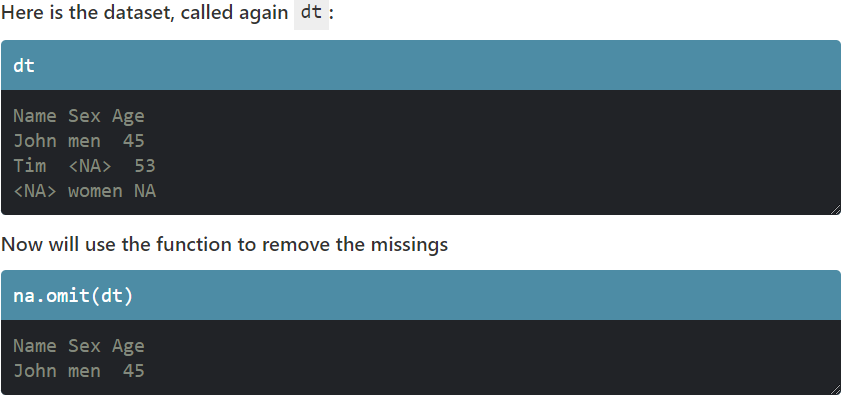 Here is the dataset, called again dt:
dt
Name Sex Age
John men  45
Tim  <NA>  53
<NA> women NA
Now will use the function to remove the missings
na.omit(dt)
Name Sex Age
John men  45